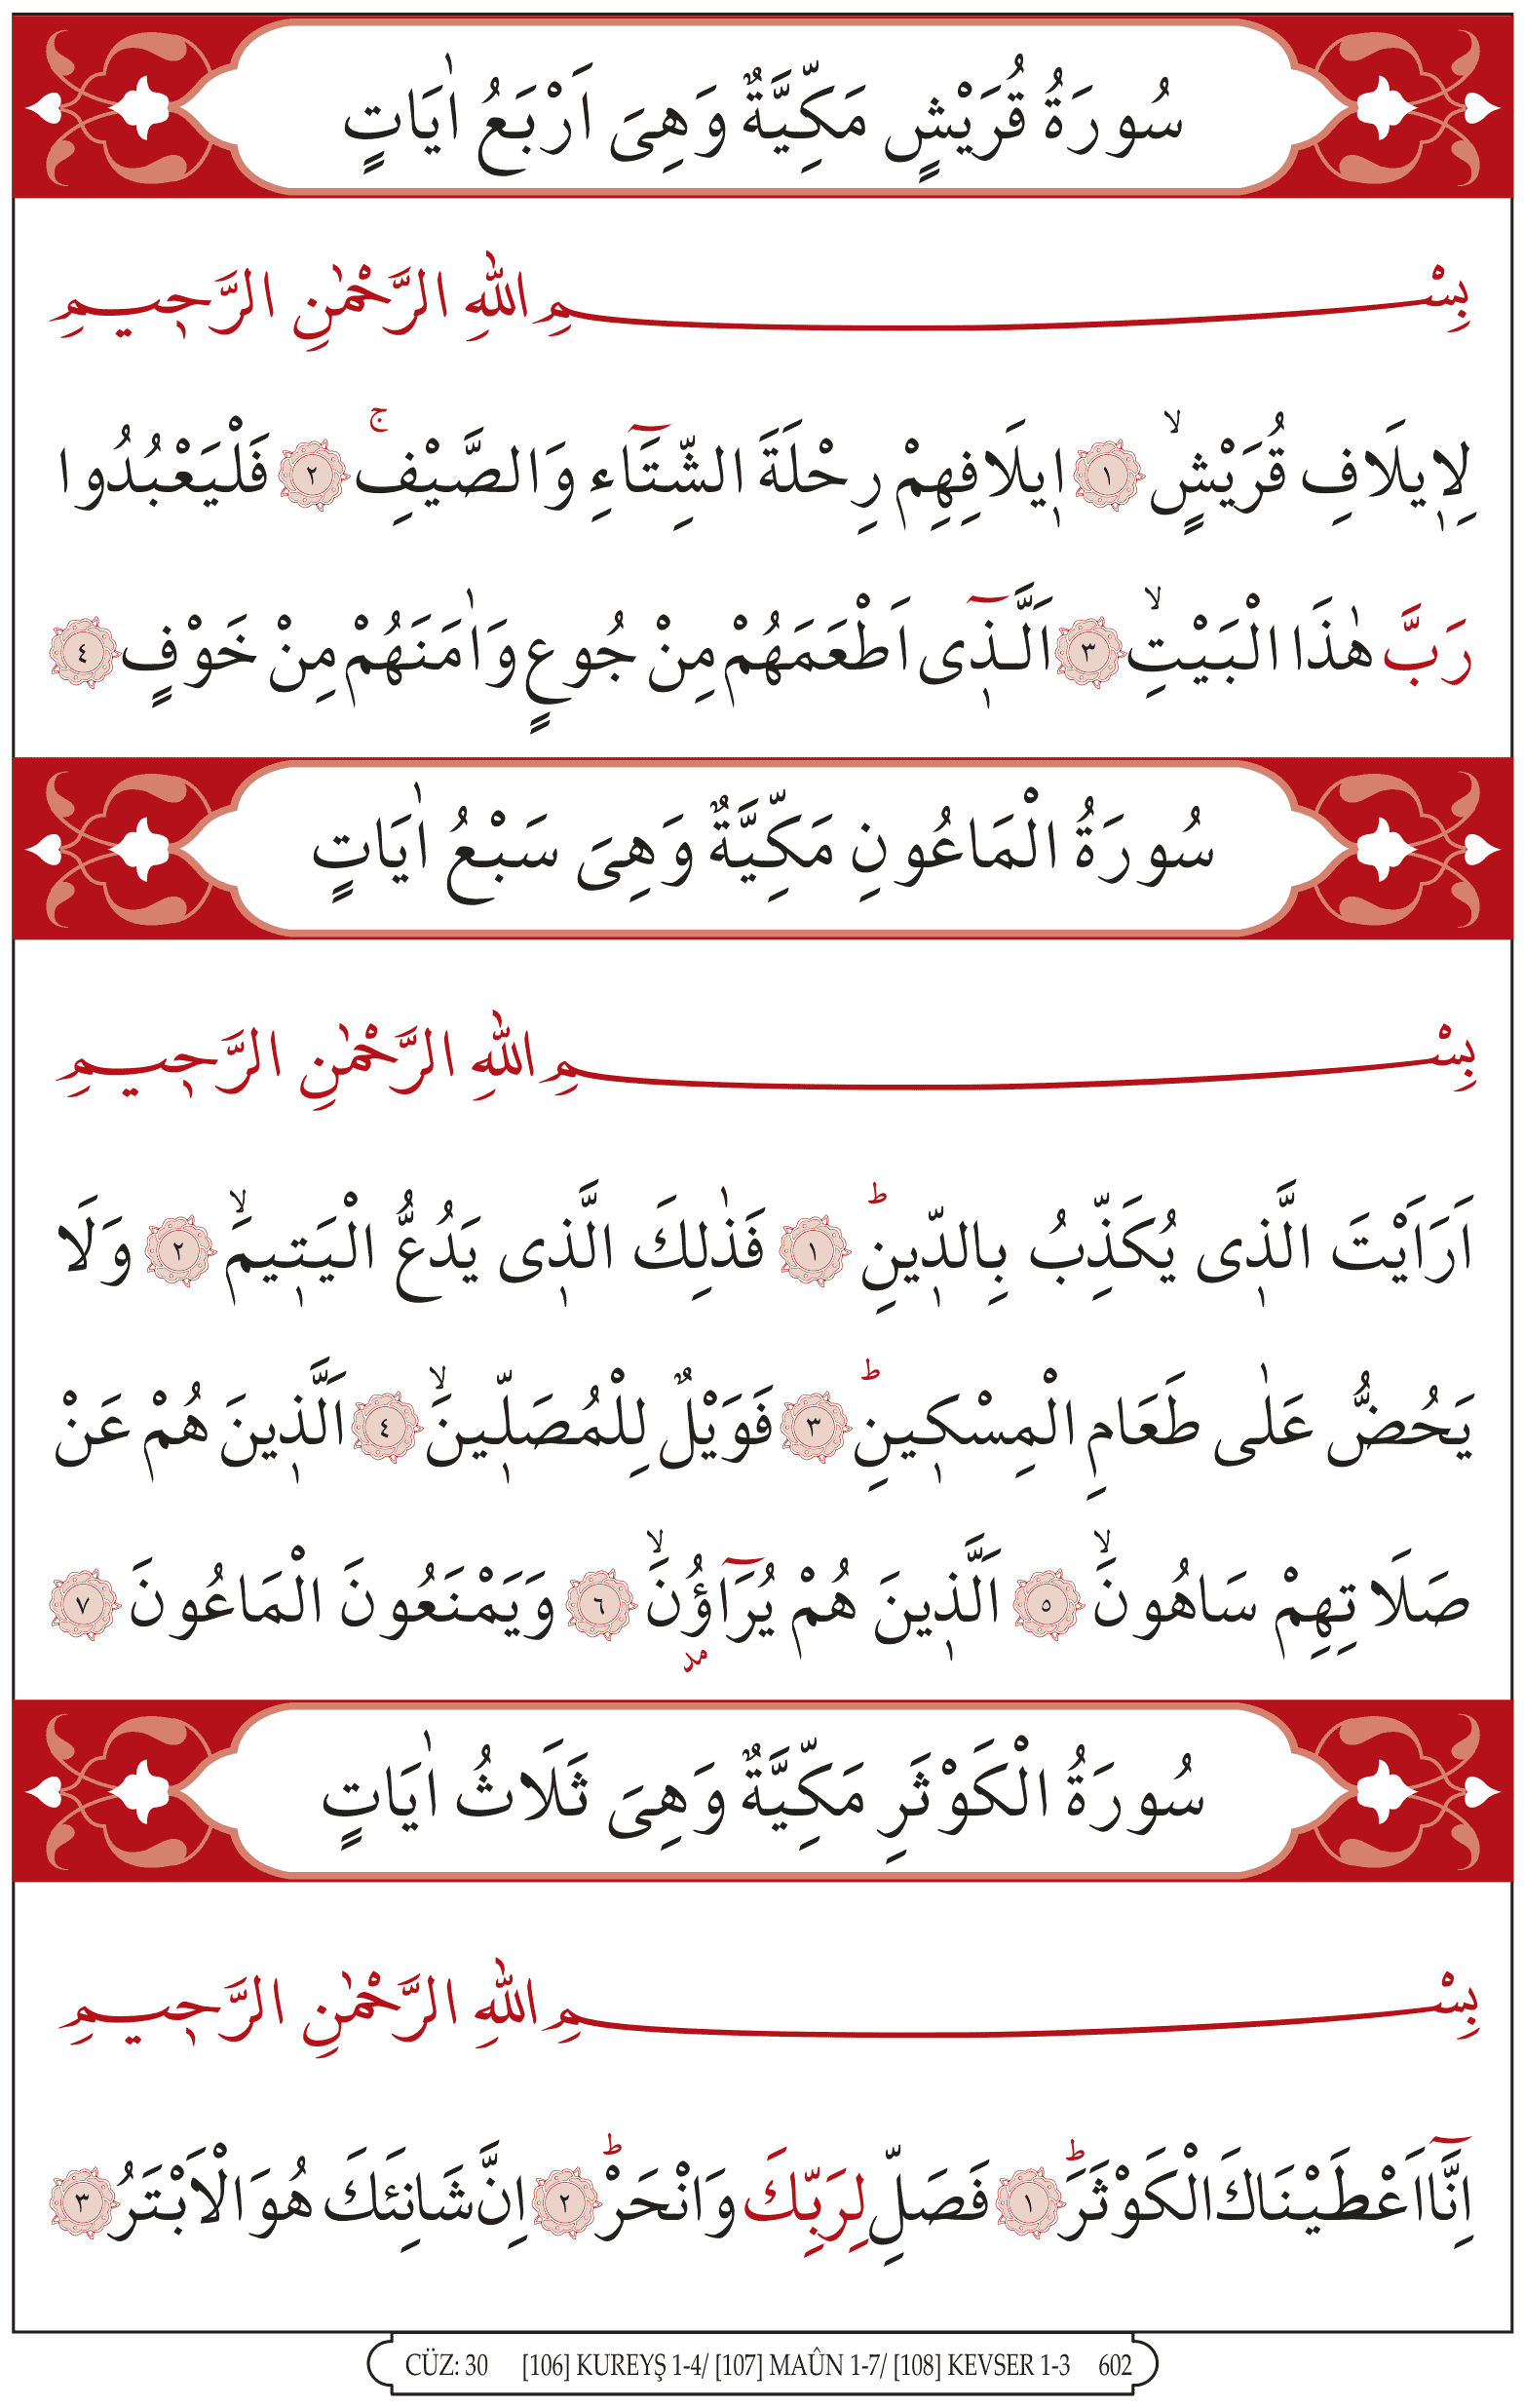 سُورَةُ قُرَيْشٍ مَكِّيَّةٌ وَهِىَ اَرْبَعُ اٰيَاتٍ
بِسْمِ اللّٰهِ الرَّحْمٰنِ الرَّحٖيمِ
لِاٖيلَافِ قُرَيْشٍۙ ﴿١﴾ اٖيلَافِهِمْ رِحْلَةَ الشِّتَٓاءِ وَالصَّيْفِۚ ﴿٢﴾ فَلْيَعْبُدُوا
رَبَّ هٰذَا الْبَيْتِۙ ﴿٣﴾ اَلَّذٖٓى اَطْعَمَهُمْ مِنْ جُوعٍ وَاٰمَنَهُمْ مِنْ خَوْفٍ ﴿٤﴾
سُورَةُ الْمَاعُونِ مَكِّيَّةٌ وَهِىَ سَبْعُ اٰيَاتٍ
بِسْمِ اللّٰهِ الرَّحْمٰنِ الرَّحٖيمِ
اَرَاَيْتَ الَّذٖى يُكَذِّبُ بِالدّٖينِؕ ﴿١﴾ فَذٰلِكَ الَّذٖى يَدُعُّ الْيَتٖيمَۙ ﴿٢﴾ وَلَا
يَحُضُّ عَلٰى طَعَامِ الْمِسْكٖينِؕ ﴿٣﴾ فَوَيْلٌ لِلْمُصَلّٖينَۙ ﴿٤﴾ اَلَّذٖينَ هُمْ عَنْ
صَلَاتِهِمْ سَاهُونَۙ ﴿٥﴾ اَلَّذٖينَ هُمْ يُرَٓاؤُ۫نَۙ ﴿٦﴾ وَيَمْنَعُونَ الْمَاعُونَ ﴿٧﴾
سُورَةُ الْكَوْثَرِ مَكِّيَّةٌ وَهِىَ ثَلَاثُ اٰيَاتٍ
بِسْمِ اللّٰهِ الرَّحْمٰنِ الرَّحٖيمِ
اِنَّٓا اَعْطَيْنَاكَ الْكَوْثَرَؕ ﴿١﴾ فَصَلِّ لِرَبِّكَ وَانْحَرْؕ ﴿٢﴾ اِنَّ شَانِئَكَ هُوَ الْاَبْتَرُ ﴿٣﴾
CÜZ: 30 [106] KUREYŞ 1-4/ [107] MAÛN 1-7/ [108] KEVSER 1-3 602